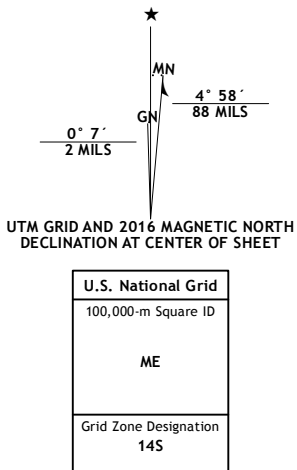 MN
GN
4° 58´
88 MILS
0° 7´
2 MILS
UTM GRID AND 2016 MAGNETIC NORTH
DECLINATION AT CENTER OF SHEET
U.S. National Grid
100,000-m Square ID
ME
Grid Zone Designation
14S